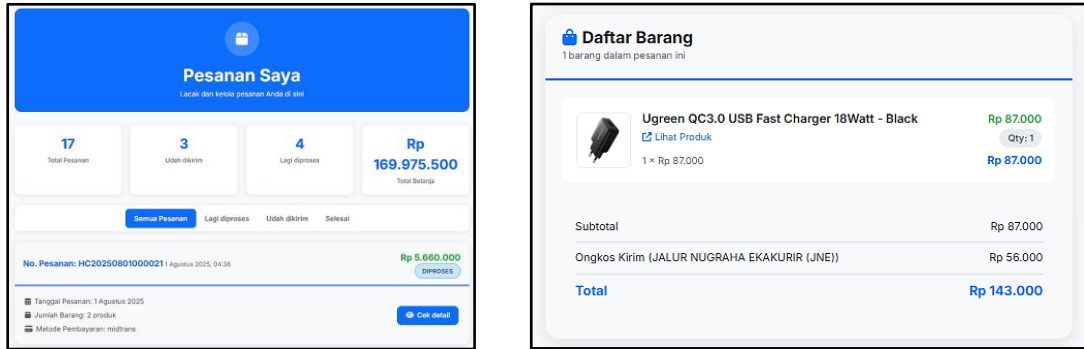 Pesanan Saya
Lacak dan kelola pesanan Anda di sini
17
Total Pesanan
3
Udah dikirim
4
Lagi diproses
Rp
169.975.500
Total Belanja
Semua Pesanan Lagi diproses Udah dikirim Selesai
No. Pesanan: HC20250801000021 1 Agustus 2025, 04:36
Rp 5.660.000
DIPROSES
Tanggal Pesanan: 1 Agustus 2025
Jumlah Barang: 2 produk
Metode Pembayaran: midtrans
Cek detail
Daftar Barang
1 barang dalam pesanan ini
Ugreen QC3.0 USB Fast Charger 18Watt - Black
Rp 87.000
Lihat Produk
Qty: 1
1 × Rp 87.000
Rp 87.000
Subtotal Rp 87.000
Ongkos Kirim (JALUR NUGRAHA EKAKURIR (JNE)) Rp 56.000
Total Rp 143.000